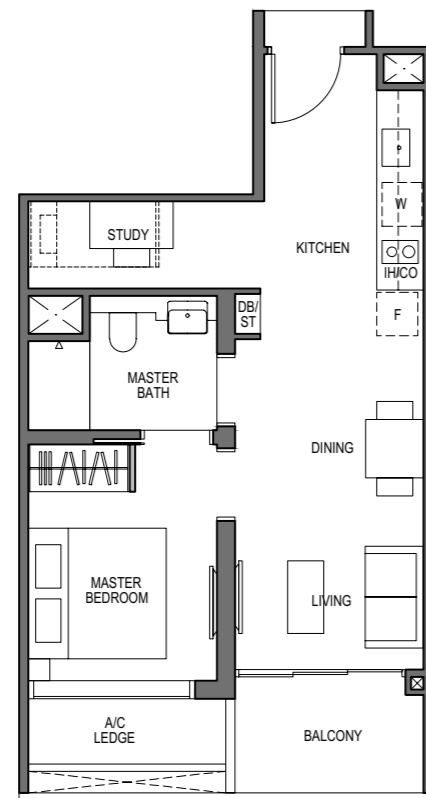 STUDY
KITCHEN
W
IH/CO
F
DB/
ST
MASTER
BATH
DINING
MASTER
BEDROOM
LIVING
A/C
LEDGE
BALCONY